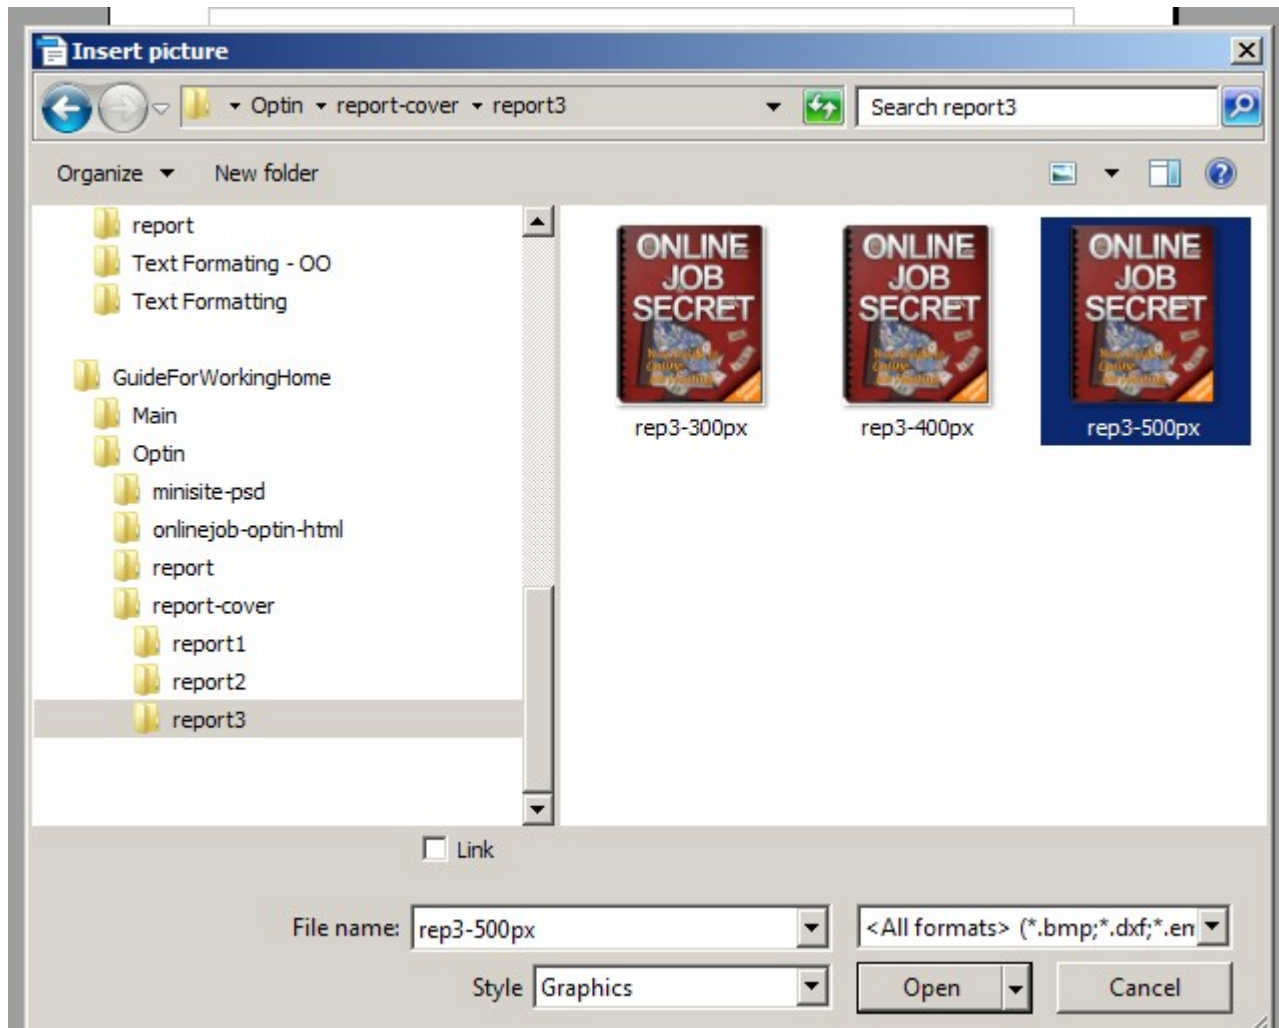 Insert picture
Optin report-cover report3
Search report3
Organize New folder
report
Text Formating - OO
Text Formatting
GuideForWorkingHome
Main
Optin
minisite-psd
onlinejob-optin-html
report
report-cover
report1
report2
report3
ONLINE
JOB
SECRET
rep3-300px
ONLINE
JOB
SECRET
rep3-400px
ONLINE
JOB
SECRET
rep3-500px
Link
File name: rep3-500px
<All formats> (*.bmp;*.dxf;*.em
Style Graphics
Open
Cancel